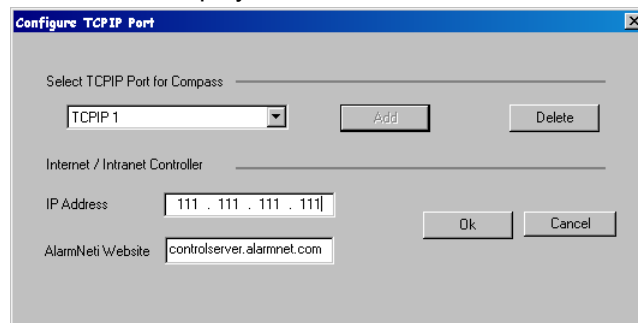 Configure TCPIP Port
Select TCPIP Port for Compass
TCPIP 1 Add Delete
Internet / Intranet Controller
IP Address 111 . 111 . 111 . 111
Ok Cancel
AlarmNeti Website controlserver.alarmnet.com